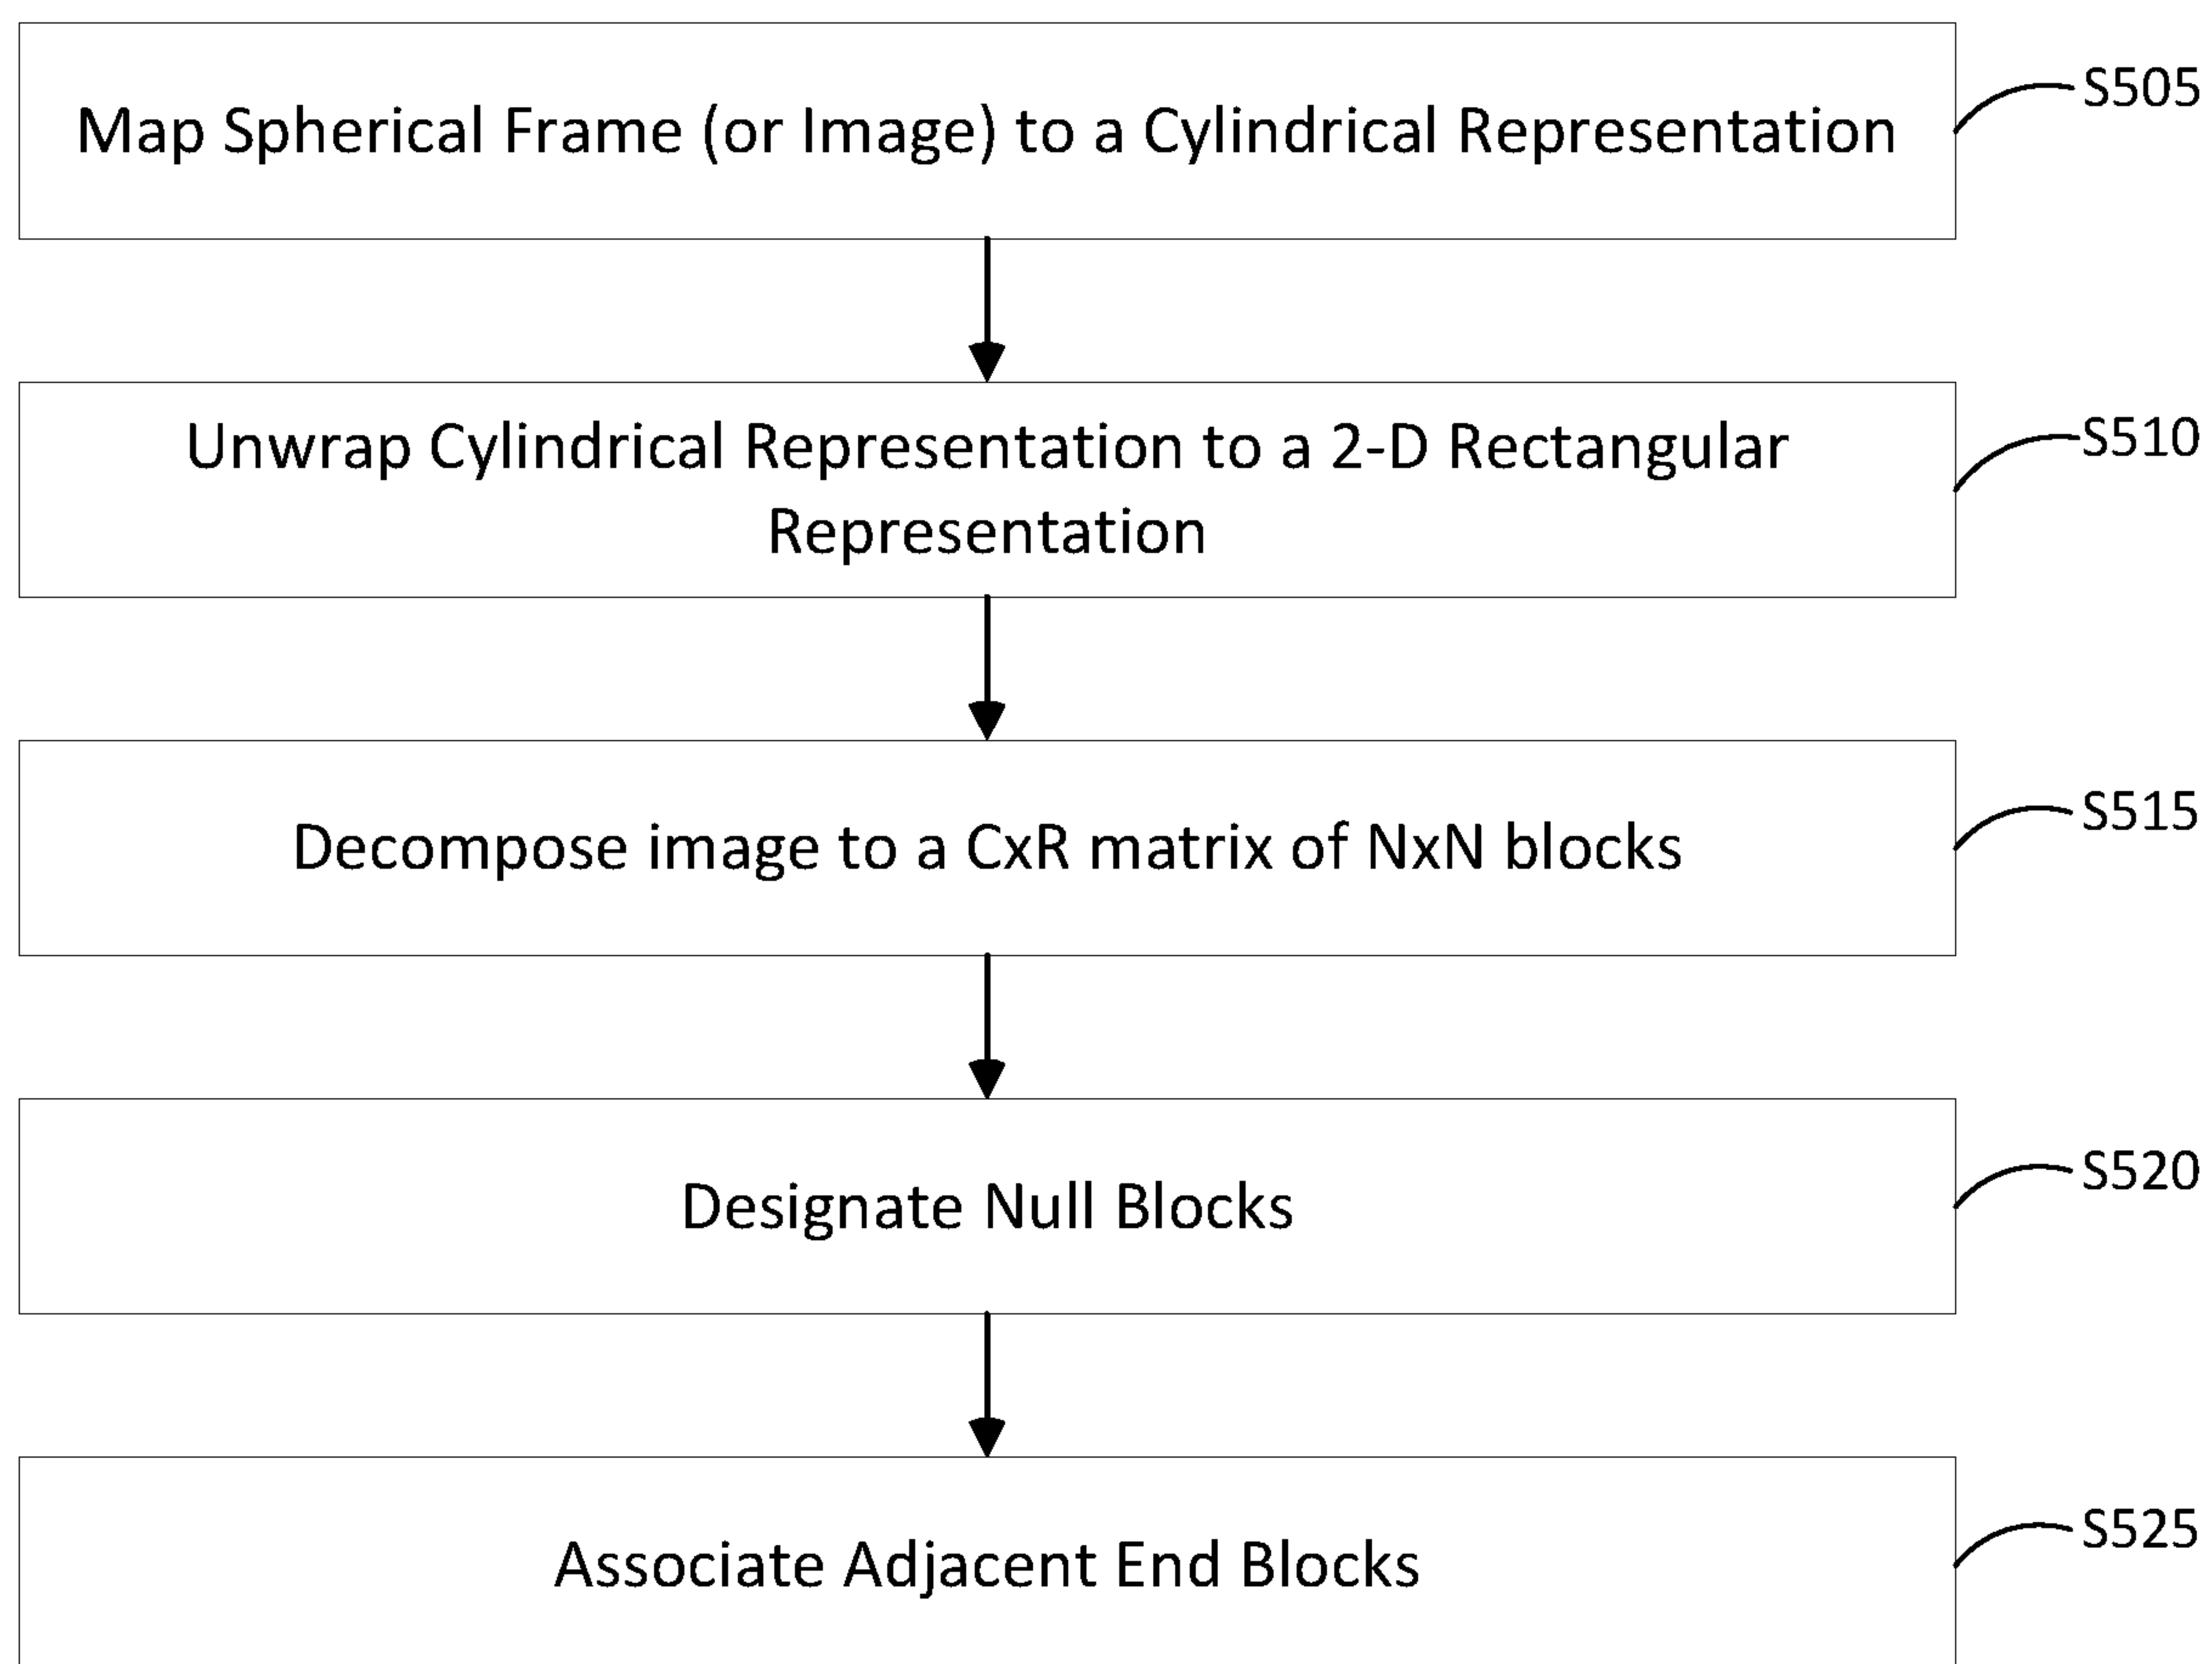 Map Spherical Frame (or Image) to a Cylindrical Representation
S505
Unwrap Cylindrical Representation to a 2-D Rectangular
Representation
S510
Decompose image to a CxR matrix of NxN blocks
S515
Designate Null Blocks
S520
Associate Adjacent End Blocks
S525